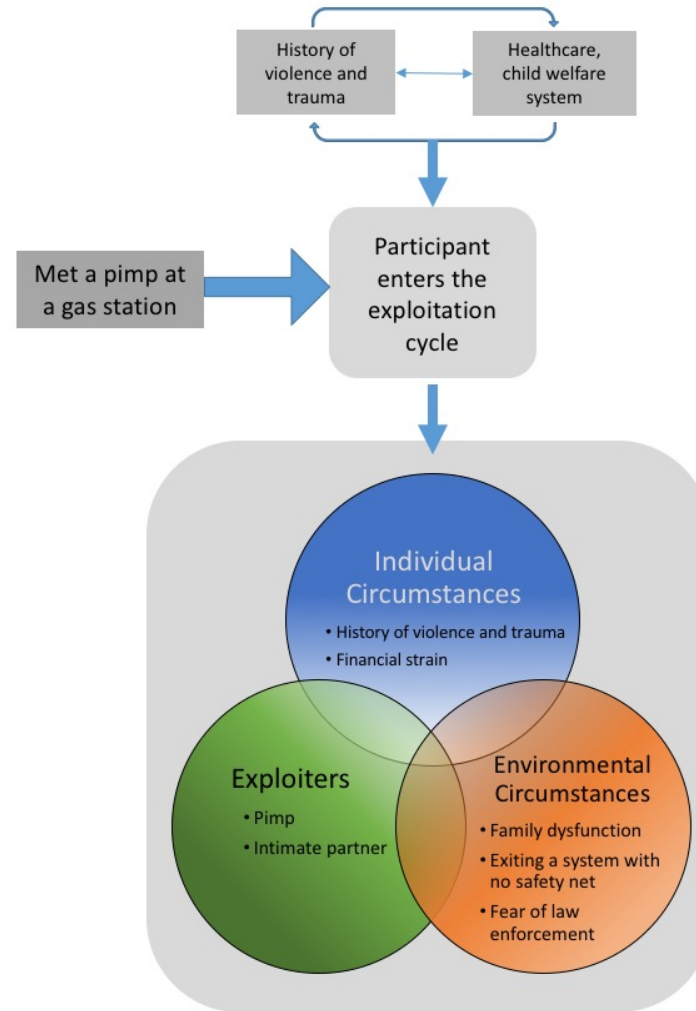 History of
violence and
trauma
Healthcare,
child welfare
system
Met a pimp at
a gas station
Participant
enters the
exploitation
cycle
Individual
Circumstances
• History of violence and trauma
• Financial strain
Exploiters
• Pimp
• Intimate partner
Environmental
Circumstances
• Family dysfunction
• Exiting a system with
no safety net
• Fear of law
enforcement